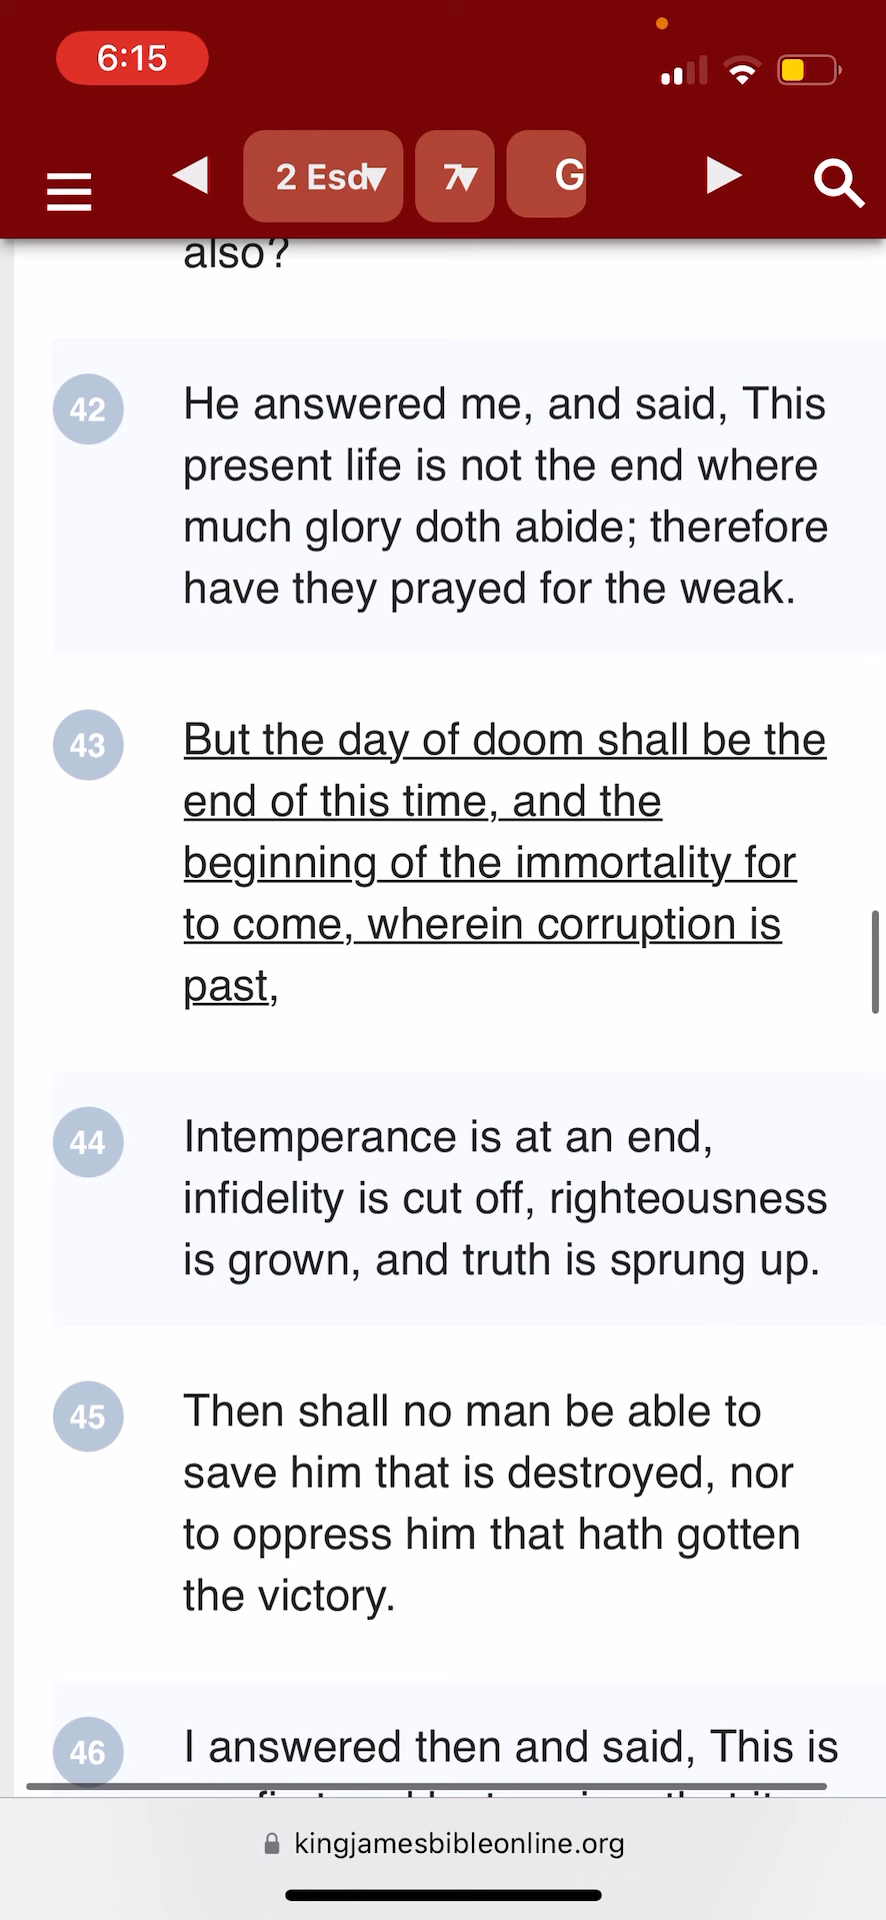 6:15
2 Esd
7
G
also?
42
He answered me, and said, This
present life is not the end where
much glory doth abide; therefore
have they prayed for the weak.
43
But the day of doom shall be the
end of this time, and the
beginning of the immortality for
to come, wherein corruption is
past,
44
Intemperance is at an end,
infidelity is cut off, righteousness
is grown, and truth is sprung up.
45
Then shall no man be able to
save him that is destroyed, nor
to oppress him that hath gotten
the victory.
46
I answered then and said, This is
kingjamesbibleonline.org